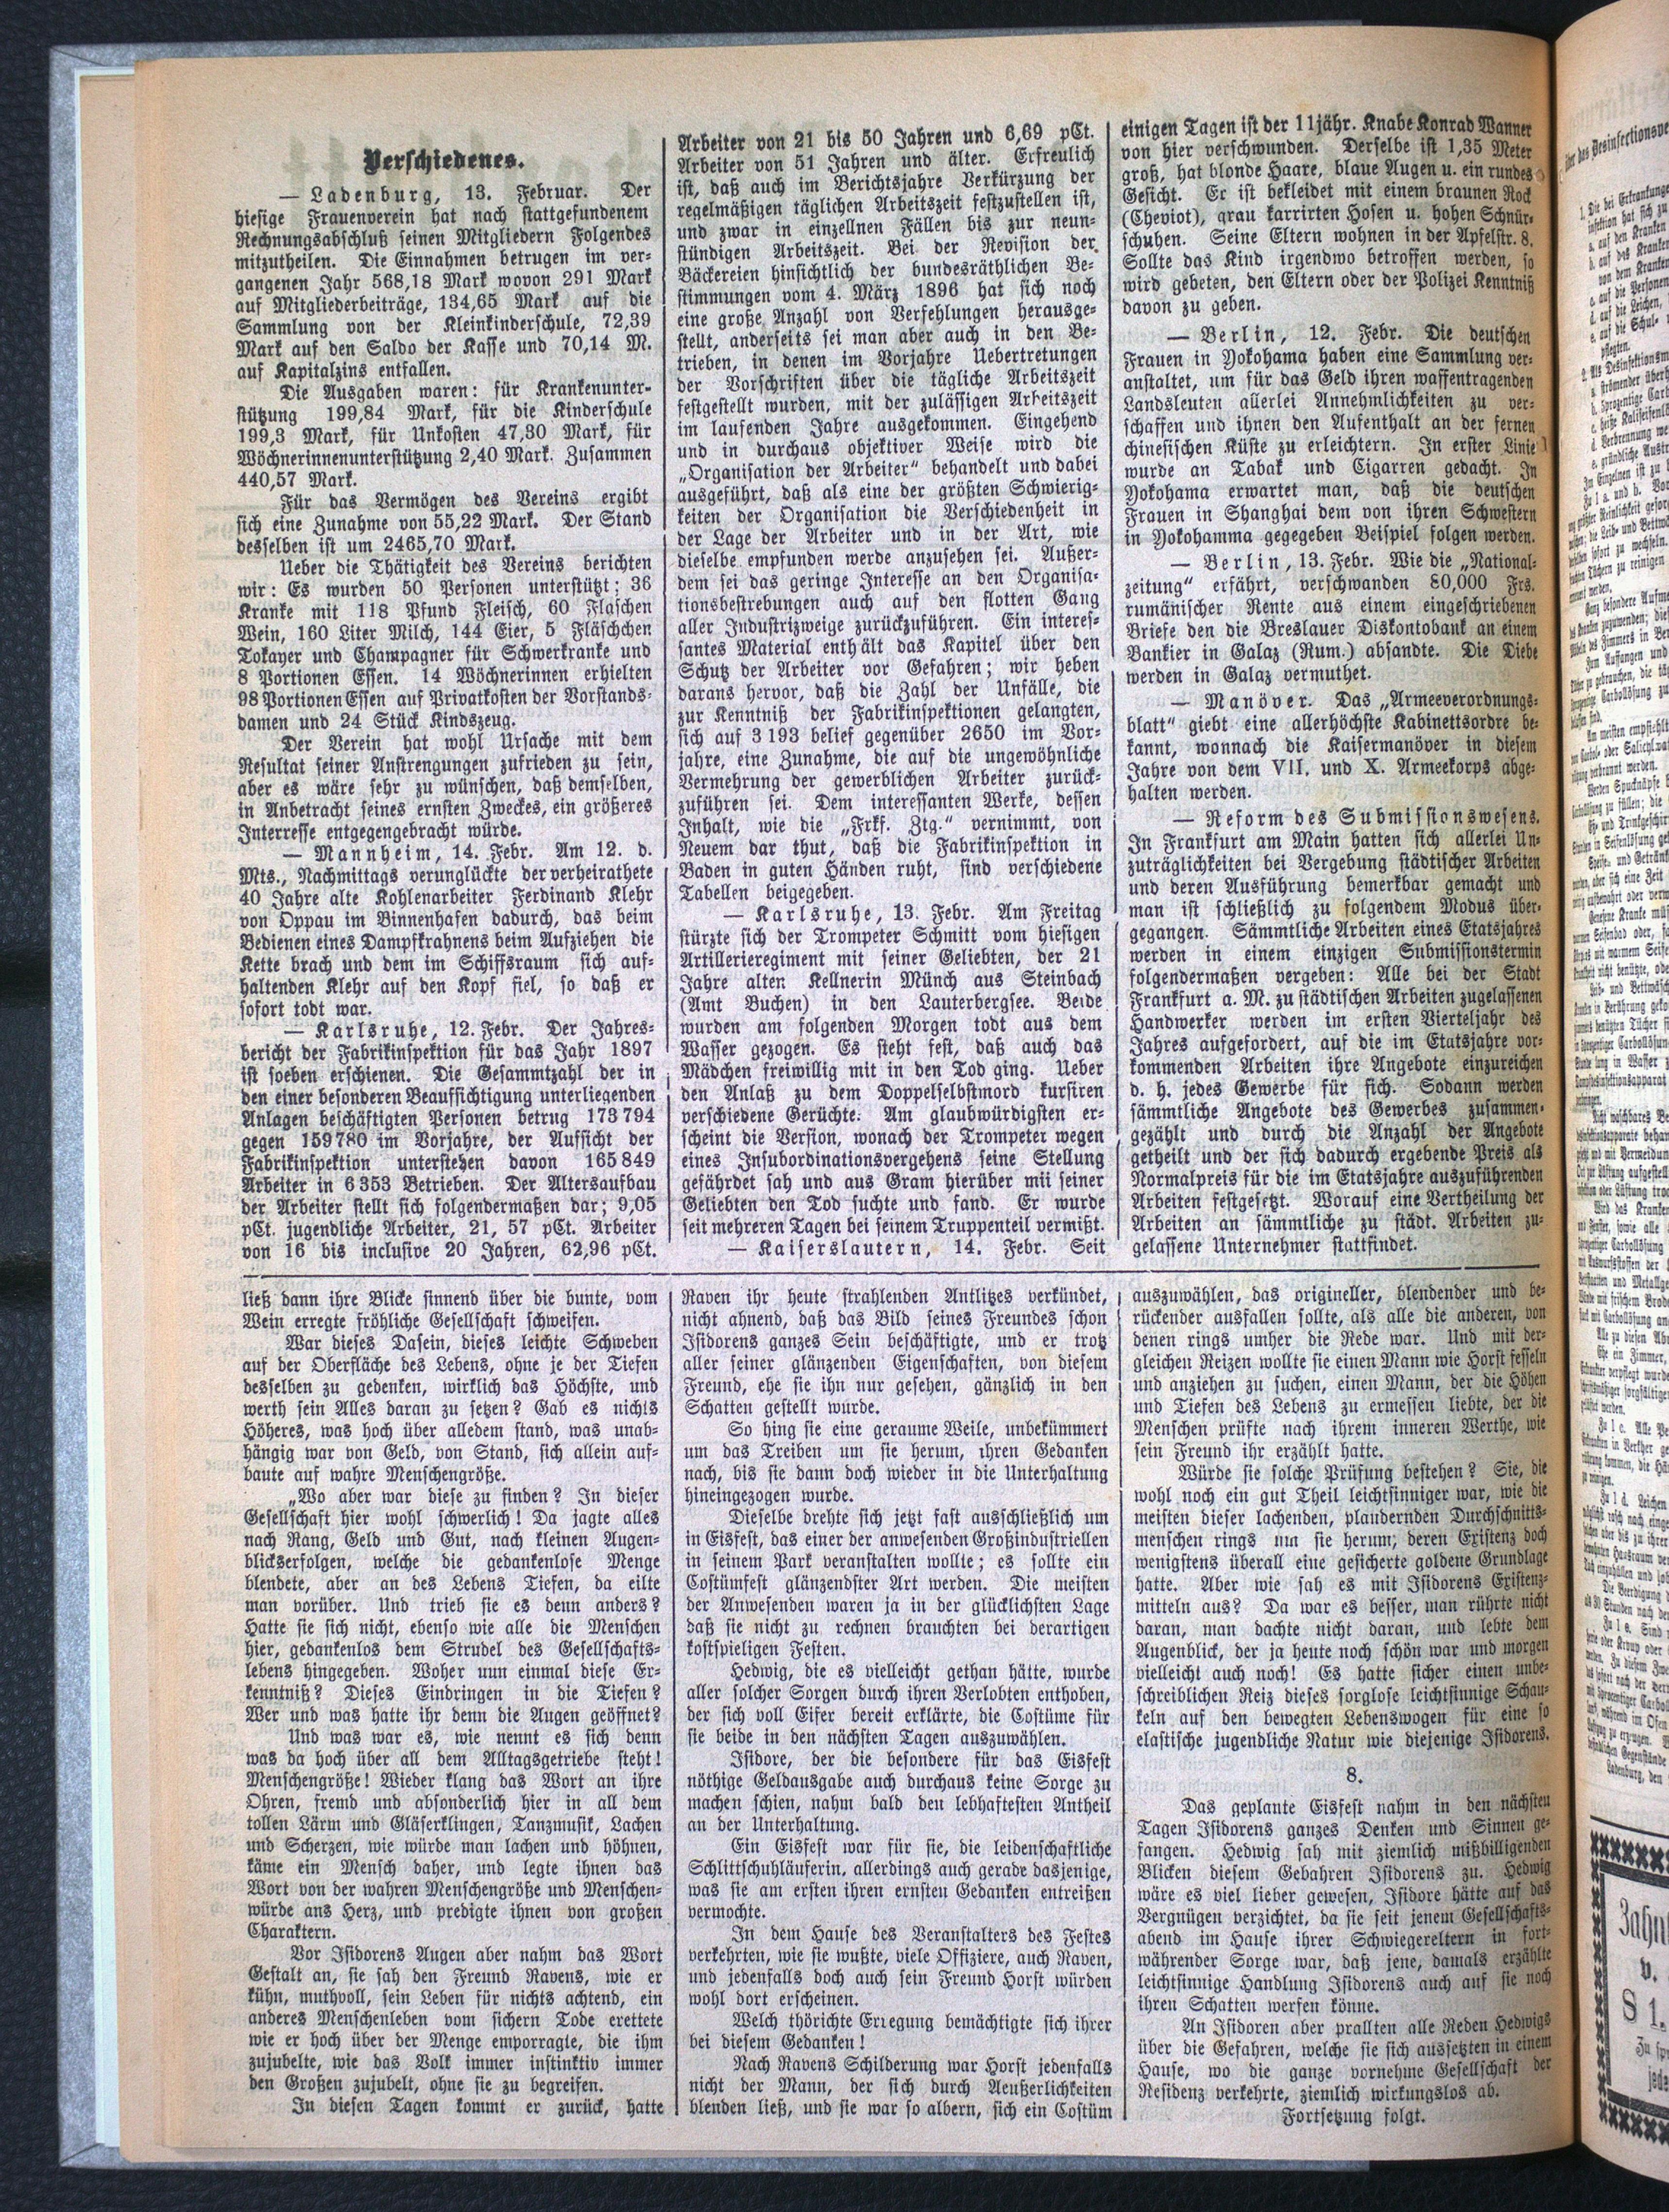 Verschiedenes.
— Ladenburg, 13. Februar. Der
hiesige Frauenverein hat nach stattgefundenem
Rechnungsabschluß seinen Mitgliedern Folgendes
mitzutheilen. Die Einnahmen betrugen im ver-
gangenen Jahr 568,18 Mark wovon 291 Mark
auf Mitgliederbeiträge, 134,65 Mark auf die
Sammlung von der Kleinkinderschule, 72,39
Mark auf den Saldo der Kasse und 70,14 M.
auf Kapitalzins entfallen.
Die Ausgaben waren: für Krankenunter-
stützung 199,84 Mark, für die Kinderschule
199,3 Mark, für Unkosten 47,30 Mark, für
Wöchnerinnenunterstützung 2,40 Mark. Zusammen
440,57 Mark.
Für das Vermögen des Vereins ergibt
sich eine Zunahme von 55,22 Mark. Der Stand
desselben ist um 2465,70 Mark.
Ueber die Thätigkeit des Vereins berichten
wir: Es wurden 50 Personen unterstützt; 36
Kranke mit 118 Pfund Fleisch, 60 Flaschen
Wein, 160 Liter Milch, 144 Eier, 5 Fläschchen
Tokayer und Champagner für Schwerkranke und
8 Portionen Essen. 14 Wöchnerinnen erhielten
98 Portionen Essen auf Privatkosten der Vorstands-
damen und 24 Stück Kindszeug.
Der Verein hat wohl Ursache mit dem
Resultat seiner Anstrengungen zufrieden zu sein,
aber es wäre sehr zu wünschen, daß demselben,
in Anbetracht seines ernsten Zweckes, ein größeres
Interresse entgegengebracht würde.
— Mannheim, 14. Febr. Am 12. d.
Mts., Nachmittags verunglückte der verheirathete
40 Jahre alte Kohlenarbeiter Ferdinand Klehr
von Oppau im Binnenhafen dadurch, das beim
Bedienen eines Dampfkrahnens beim Aufziehen die
Kette brach und dem im Schiffsraum sich auf-
haltenden Klehr auf den Kopf fiel, so daß er
sofort todt war.
— Karlsruhe, 12. Febr. Der Jahres-
bericht der Fabrikinspektion für das Jahr 1897
ist soeben erschienen. Die Gesammtzahl der in
den einer besonderen Beaufsichtigung unterliegenden
Anlagen beschäftigten Personen betrug 173 794
gegen 159780 im Vorjahre, der Aufsicht der
Fabrikinspektion unterstehen davon 165 849
Arbeiter in 6 353 Betrieben. Der Altersaufbau
der Arbeiter stellt sich folgendermaßen dar; 9,05
pCt. jugendliche Arbeiter, 21, 57 pCt. Arbeiter
von 16 bis inclusive 20 Jahren, 62,96 pCt.
Arbeiter von 21 bis 50 Jahren und 6,69 pCt.
Arbeiter von 51 Jahren und älter. Erfreulich
ist, daß auch im Berichtsjahre Verkürzung der
regelmäßigen täglichen Arbeitszeit festzustellen ist,
und zwar in einzellnen Fällen bis zur neun-
stündigen Arbeitszeit. Bei der Revision der
Bäckereien hinsichtlich der bundesräthlichen Be-
stimmungen vom 4. März 1896 hat sich noch
eine große Anzahl von Verfehlungen herausge-
stellt, anderseits sei man aber auch in den Be-
trieben, in denen im Vorjahre Uebertretungen
der Vorschriften über die tägliche Arbeitszeit
festgestellt wurden, mit der zulässigen Arbeitszeit
im laufenden Jahre ausgekommen. Eingehend
und in durchaus objektiver Weise wird die
„Organisation der Arbeiter“ behandelt und dabei
ausgeführt, daß als eine der größten Schwierig-
keiten der Organisation die Verschiedenheit in
der Lage der Arbeiter und in der Art, wie
dieselbe empfunden werde anzusehen sei. Außer-
dem sei das geringe Interesse an den Organisa-
tionsbestrebungen auch auf den flotten Gang
aller Industrizweige zurückzuführen. Ein interes-
santes Material enthält das Kapitel über den
Schutz der Arbeiter vor Gefahren; wir heben
darans hervor, daß die Zahl der Unfälle, die
zur Kenntniß der Fabrikinspektionen gelangten,
sich auf 3 193 belief gegenüber 2650 im Vor-
jahre, eine Zunahme, die auf die ungewöhnliche
Vermehrung der gewerblichen Arbeiter zurück-
zuführen sei. Dem interessanten Werke, dessen
Inhalt, wie die „Frkf. Ztg.“ vernimmt, von
Neuem dar thut, daß die Fabrikinspektion in
Baden in guten Händen ruht, sind verschiedene
Tabellen beigegeben.
— Karlsruhe, 13. Febr. Am Freitag
stürzte sich der Trompeter Schmitt vom hiesigen
Artillerieregiment mit seiner Geliebten, der 21
Jahre alten Kellnerin Münch aus Steinbach
(Amt Buchen) in den Lauterbergsee. Beide
wurden am folgenden Morgen todt aus dem
Wasser gezogen. Es steht fest, daß auch das
Mädchen freiwillig mit in den Tod ging. Ueber
den Anlaß zu dem Doppelselbstmord kursiren
verschiedene Gerüchte. Am glaubwürdigsten er-
scheint die Version, wonach der Trompeter wegen
eines Insubordinationsvergehens seine Stellung
gefährdet sah und aus Gram hierüber mii seiner
Geliebten den Tod suchte und fand. Er wurde
seit mehreren Tagen bei seinem Truppenteil vermißt.
— Kaiserslautern, 14. Febr. Seit
einigen Tagen ist der 11jähr. Knabe Konrad Wanner
von hier verschwunden. Derselbe ist 1,35 Meter
groß, hat blonde Haare, blaue Augen u. ein rundes
Gesicht. Er ist bekleidet mit einem braunen Rock
(Cheviot), grau karrirten Hosen u. hohen Schnür-
schuhen. Seine Eltern wohnen in der Apfelstr. 8.
Sollte das Kind irgendwo betroffen werden, so
wird gebeten, den Eltern oder der Polizei Kenntniß
davon zu geben.
— Berlin, 12. Febr. Die deutschen
Frauen in Yokohama haben eine Sammlung ver-
anstaltet, um für das Geld ihren waffentragenden
Landsleuten allerlei Annehmlichkeiten zu ver-
schaffen und ihnen den Aufenthalt an der fernen
chinesischen Küste zu erleichtern. In erster Linie
wurde an Tabak und Cigarren gedacht. In
Yokohama erwartet man, daß die deutschen
Frauen in Shanghai dem von ihren Schwestern
in Yokohamma gegegeben Beispiel folgen werden.
— Berlin, 13. Febr. Wie die „National-
zeitung“ erfährt, verschwanden 80,000 Frs.
rumänischer Rente aus einem eingeschriebenen
Briefe den die Breslauer Diskontobank an einem
Bankier in Galaz (Rum.) absandte. Die Diebe
werden in Galaz vermuthet.
— Manöver. Das „Armeeverordnungs-
blatt“ giebt eine allerhöchste Kabinettsordre be-
kannt, wonnach die Kaisermanöver in diesem
Jahre von dem VII. und X. Armeekorps abge-
halten werden.
— Reform des Submissionswesens.
In Frankfurt am Main hatten sich allerlei Un-
zuträglichkeiten bei Vergebung städtischer Arbeiten
und deren Ausführung bemerkbar gemacht und
man ist schließlich zu folgendem Modus über-
gegangen. Sämmtliche Arbeiten eines Etatsjahres
werden in einem einzigen Submissionstermin
folgendermaßen vergeben: Alle bei der Stadt
Frankfurt a. M. zu städtischen Arbeiten zugelassenen
Handwerker werden im ersten Vierteljahr des
Jahres aufgefordert, auf die im Etatsjahre vor-
kommenden Arbeiten ihre Angebote einzureichen
d. h. jedes Gewerbe für sich. Sodann werden
sämmtliche Angebote des Gewerbes zusammen-
gezählt und durch die Anzahl der Angebote
getheilt und der sich dadurch ergebende Preis als
Normalpreis für die im Etatsjahre auszuführenden
Arbeiten festgesetzt. Worauf eine Vertheilung der
Arbeiten an sämmtliche zu städt. Arbeiten zu-
gelassene Unternehmer stattfindet.
ließ dann ihre Blicke sinnend über die bunte, vom
Wein erregte fröhliche Gesellschaft schweifen.
War dieses Dasein, dieses leichte Schweben
auf der Oberfläche des Lebens, ohne je der Tiefen
desselben zu gedenken, wirklich das Höchste, und
werth sein Alles daran zu setzen? Gab es nichts
Höheres, was hoch über alledem stand, was unab-
hängig war von Geld, von Stand, sich allein auf-
baute auf wahre Menschengröße.
„Wo aber war diese zu finden? In dieser
Gesellschaft hier wohl schwerlich! Da jagte alles
nach Rang, Geld und Gut, nach kleinen Augen-
blickserfolgen, welche die gedankenlose Menge
blendete, aber an des Lebens Tiefen, da eilte
man vorüber. Und trieb sie es denn anders?
Hatte sie sich nicht, ebenso wie alle die Menschen
hier, gedankenlos dem Strudel des Gesellschafts-
lebens hingegeben. Woher nun einmal diese Er-
kenntniß? Dieses Eindringen in die Tiefen?
Wer und was hatte ihr denn die Augen geöffnet?
Und was war es, wie nennt es sich denn
was da hoch über all dem Alltagsgetriebe steht!
Menschengröße! Wieder klang das Wort an ihre
Ohren, fremd und absonderlich hier in all dem
tollen Lärm und Gläserklingen, Tanzmusik, Lachen
und Scherzen, wie würde man lachen und höhnen,
käme ein Mensch daher, und legte ihnen das
Wort von der wahren Menschengröße und Menschen-
würde ans Herz, und predigte ihnen von großen
Charaktern.
Vor Isidorens Augen aber nahm das Wort
Gestalt an, sie sah den Freund Ravens, wie er
kühn, muthvoll, sein Leben für nichts achtend, ein
anderes Menschenleben vom sichern Tode erettete
wie er hoch über der Menge emporragte, die ihm
zujubelte, wie das Volk immer instinktiv immer
den Großen zujubelt, ohne sie zu begreifen.
In diesen Tagen kommt er zurück, hatte
Raven ihr heute strahlenden Antlitzes verkündet,
nicht ahnend, daß das Bild seines Freundes schon
Isidorens ganzes Sein beschäftigte, und er trotz
aller seiner glänzenden Eigenschaften, von diesem
Freund, ehe sie ihn nur gesehen, gänzlich in den
Schatten gestellt wurde.
So hing sie eine geraume Weile, unbekümmert
um das Treiben um sie herum, ihren Gedanken
nach, bis sie dann doch wieder in die Unterhaltung
hineingezogen wurde.
Dieselbe drehte sich jetzt fast ausschließlich um
in Eisfest, das einer der anwesenden Großindustriellen
in seinem Park veranstalten wollte; es sollte ein
Costümfest glänzendster Art werden. Die meisten
der Anwesenden waren ja in der glücklichsten Lage
daß sie nicht zu rechnen brauchten bei derartigen
kostspieligen Festen.
Hedwig, die es vielleicht gethan hätte, wurde
aller solcher Sorgen durch ihren Verlobten enthoben,
der sich voll Eifer bereit erklärte, die Costüme für
sie beide in den nächsten Tagen auszuwählen.
Isidore, der die besondere für das Eisfest
nöthige Geldausgabe auch durchaus keine Sorge zu
machen schien, nahm bald den lebhaftesten Antheil
an der Unterhaltung.
Ein Eisfest war für sie, die leidenschaftliche
Schlittschuhläuferin, allerdings auch gerade dasjenige,
was sie am ersten ihren ernsten Gedanken entreißen
vermochte.
In dem Hause des Veranstalters des Festes
verkehrten, wie sie wußte, viele Offiziere, auch Raven,
und jedenfalls doch auch sein Freund Horst würden
wohl dort erscheinen.
Welch thörichte Erregung bemächtigte sich ihrer
bei diesem Gedanken!
Nach Ravens Schilderung war Horst jedenfalls
nicht der Mann, der sich durch Aeußerlichkeiten
blenden ließ, und sie war so albern, sich ein Costüm
auszuwählen, das origineller, blendender und be-
rückender ausfallen sollte, als alle die anderen, von
denen rings umher die Rede war. Und mit der-
gleichen Reizen wollte sie einen Mann wie Horst fesseln
und anziehen zu suchen, einen Mann, der die Höhen
und Tiefen des Lebens zu ermessen liebte, der die
Menschen prüfte nach ihrem inneren Werthe, wie
sein Freund ihr erzählt hatte.
Würde sie solche Prüfung bestehen? Sie, die
wohl noch ein gut Theil leichtsinniger war, wie die
meisten dieser lachenden, plaudernden Durchschnitts-
menschen rings um sie herum, deren Existenz doch
wenigstens überall eine gesicherte goldene Grundlage
hatte. Aber wie sah es mit Isidorens Existenz-
mitteln aus? Da war es besser, man rührte nicht
daran, man dachte nicht daran, und lebte dem
Augenblick, der ja heute noch schön war und morgen
vielleicht auch noch! Es hatte sicher einen unbe-
schreiblichen Reiz dieses sorglose leichtsinnige Schau-
keln auf den bewegten Lebenswogen für eine so
elastische jugendliche Natur wie diejenige Isidorens.
8.
Das geplante Eisfest nahm in den nächsten
Tagen Isidorens ganzes Denken und Sinnen ge-
fangen. Hedwig sah mit ziemlich mißbilligenden
Blicken diesem Gebahren Isidorens zu. Hedwig
wäre es viel lieber gewesen, Isidore hätte auf das
Vergnügen verzichtet, da sie seit jenem Gesellschafts-
abend im Hause ihrer Schwiegereltern in fort-
währender Sorge war, daß jene, damals erzählte
leichtsinnige Handlung Isidorens auch auf sie noch
ihren Schatten werfen könne.
An Isidoren aber prallten alle Reden Hedwigs
über die Gefahren, welche sie sich aussetzten in einem
Hause, wo die ganze vornehme Gesellschaft der
Residenz verkehrte, ziemlich wirkungslos ab.
Fortsetzung folgt.